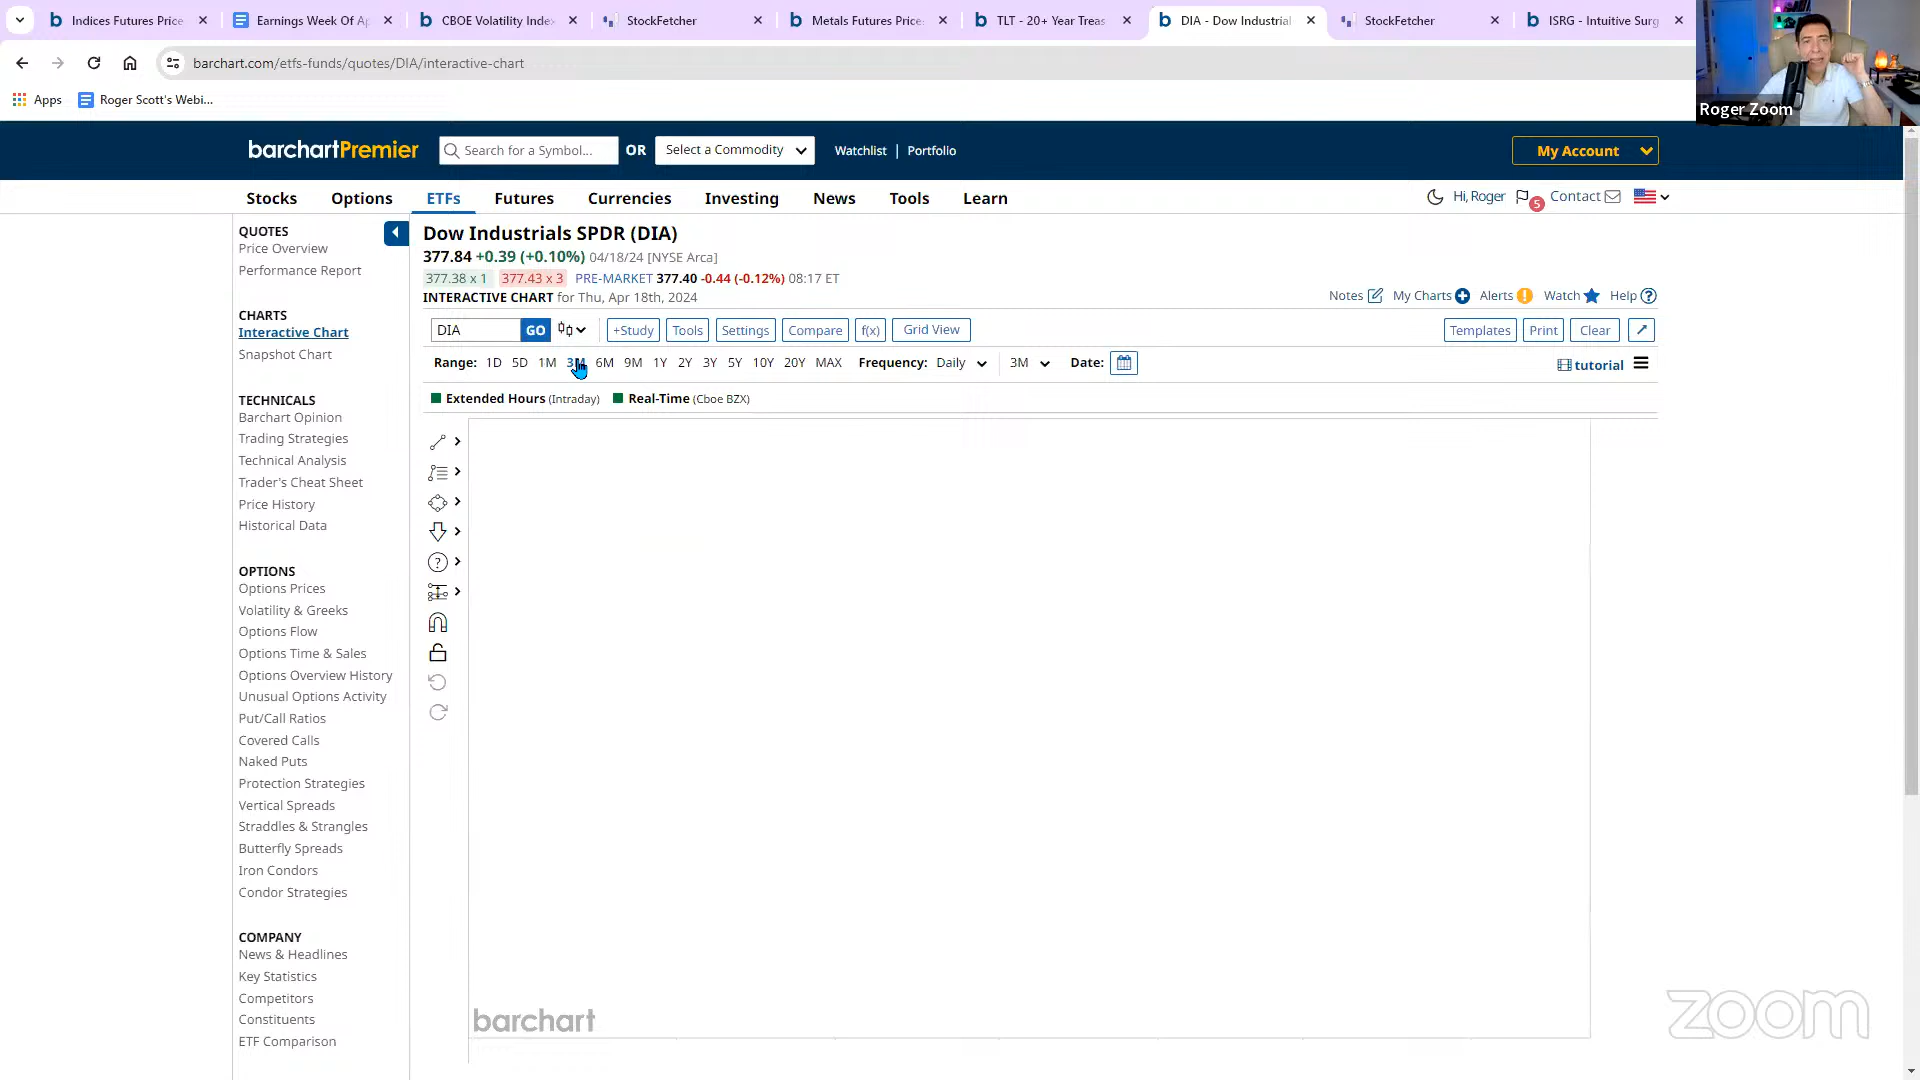 Indices Futures Price
Earnings Week Of Ap
CBOE Volatility Index
StockFetcher
Metals Futures Price
TLT - 20+ Year Treas
DIA - Dow Industrial
StockFetcher
ISRG - Intuitive Surg
barchart.com/etfs-funds/quotes/DIA/interactive-chart
Apps
Roger Scott's Webi...
Roger Zoom
barchartPremier
Search for a Symbol...
OR
Select a Commodity
Watchlist | Portfolio
My Account
Stocks
Options
ETFs
Futures
Currencies
Investing
News
Tools
Learn
Hi, Roger
5
Contact
QUOTES
Price Overview
Performance Report
CHARTS
Interactive Chart
Snapshot Chart
TECHNICALS
Barchart Opinion
Trading Strategies
Technical Analysis
Trader's Cheat Sheet
Price History
Historical Data
OPTIONS
Options Prices
Volatility & Greeks
Options Flow
Options Time & Sales
Options Overview History
Unusual Options Activity
Put/Call Ratios
Covered Calls
Naked Puts
Protection Strategies
Vertical Spreads
Straddles & Strangles
Butterfly Spreads
Iron Condors
Condor Strategies
COMPANY
News & Headlines
Key Statistics
Competitors
Constituents
ETF Comparison
Dow Industrials SPDR (DIA)
377.84 +0.39 (+0.10%) 04/18/24 [NYSE Arca]
377.38 x 1 377.43 x 3 PRE-MARKET 377.40 -0.44 (-0.12%) 08:17 ET
INTERACTIVE CHART for Thu, Apr 18th, 2024
Notes
My Charts
Alerts
Watch
Help
DIA
GO
+Study
Tools
Settings
Compare
f(x)
Grid View
Templates
Print
Clear
Range: 1D 5D 1M 3M 6M 9M 1Y 2Y 3Y 5Y 10Y 20Y MAX Frequency: Daily 3M Date:
tutorial
Extended Hours (Intraday) Real-Time (Cboe BZX)
barchart
zoom